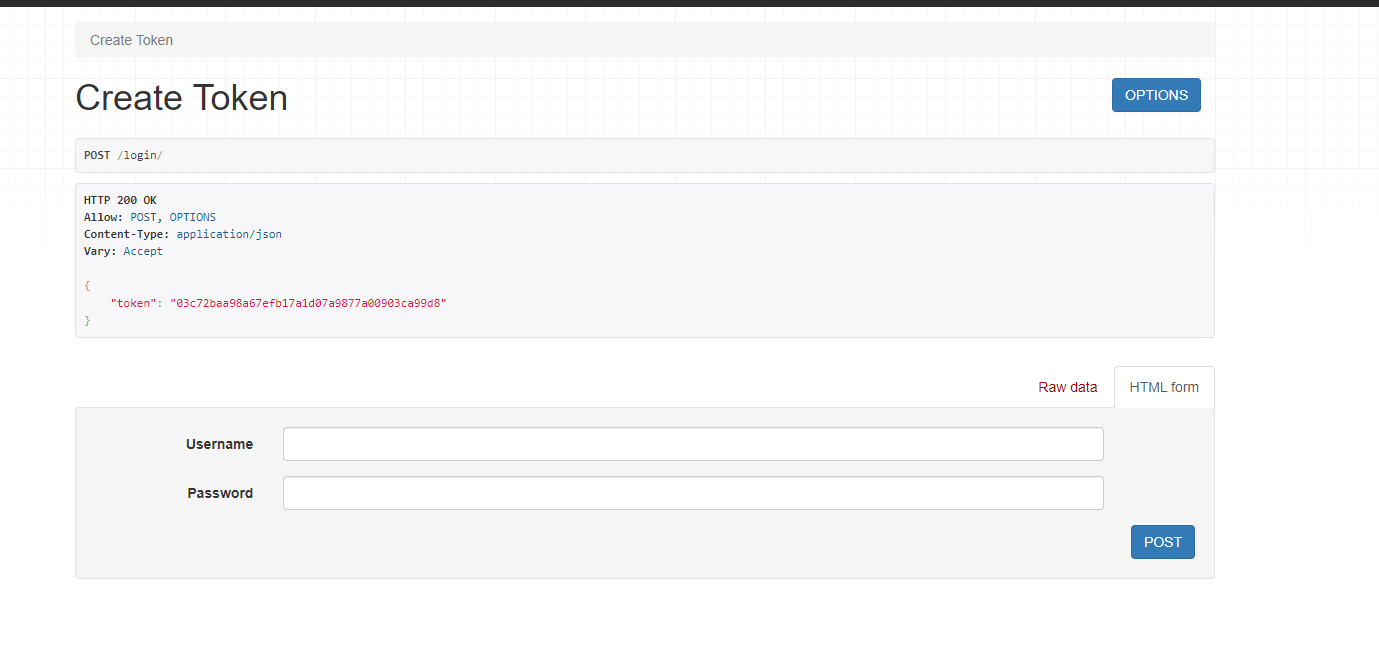 Create Token
Create Token
OPTIONS
POST /login/
HTTP 200 OK
Allow: POST, OPTIONS
Content-Type: application/json
Vary: Accept
{
    "token": "03c72baa98a67efb17a1d07a9877a00903ca99d8"
}
Raw data
HTML form
Username
Password
POST